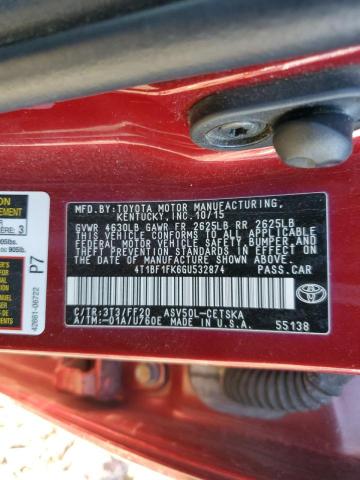 MFD. BY: TOYOTA MOTOR MANUFACTURING,
KENTUCKY, INC. 10/15
GVWR 4630LB GAWR FR 2625LB RR 2625LB
THIS VEHICLE CONFORMS TO ALL APPLICABLE
FEDERAL MOTOR VEHICLE SAFETY, BUMPER,
AND THEFT PREVENTION STANDARDS IN EFFECT ON
THE DATE OF MANUFACTURE SHOWN ABOVE.
4T1BF1FK6GU532874 PASS.CAR
C/TR:3T3/FF20 ASV50L-CETSKA
A/TM:-01A/U760E MADE IN U.S.A.
55138
TOYOTA
P7
42661-06722
3